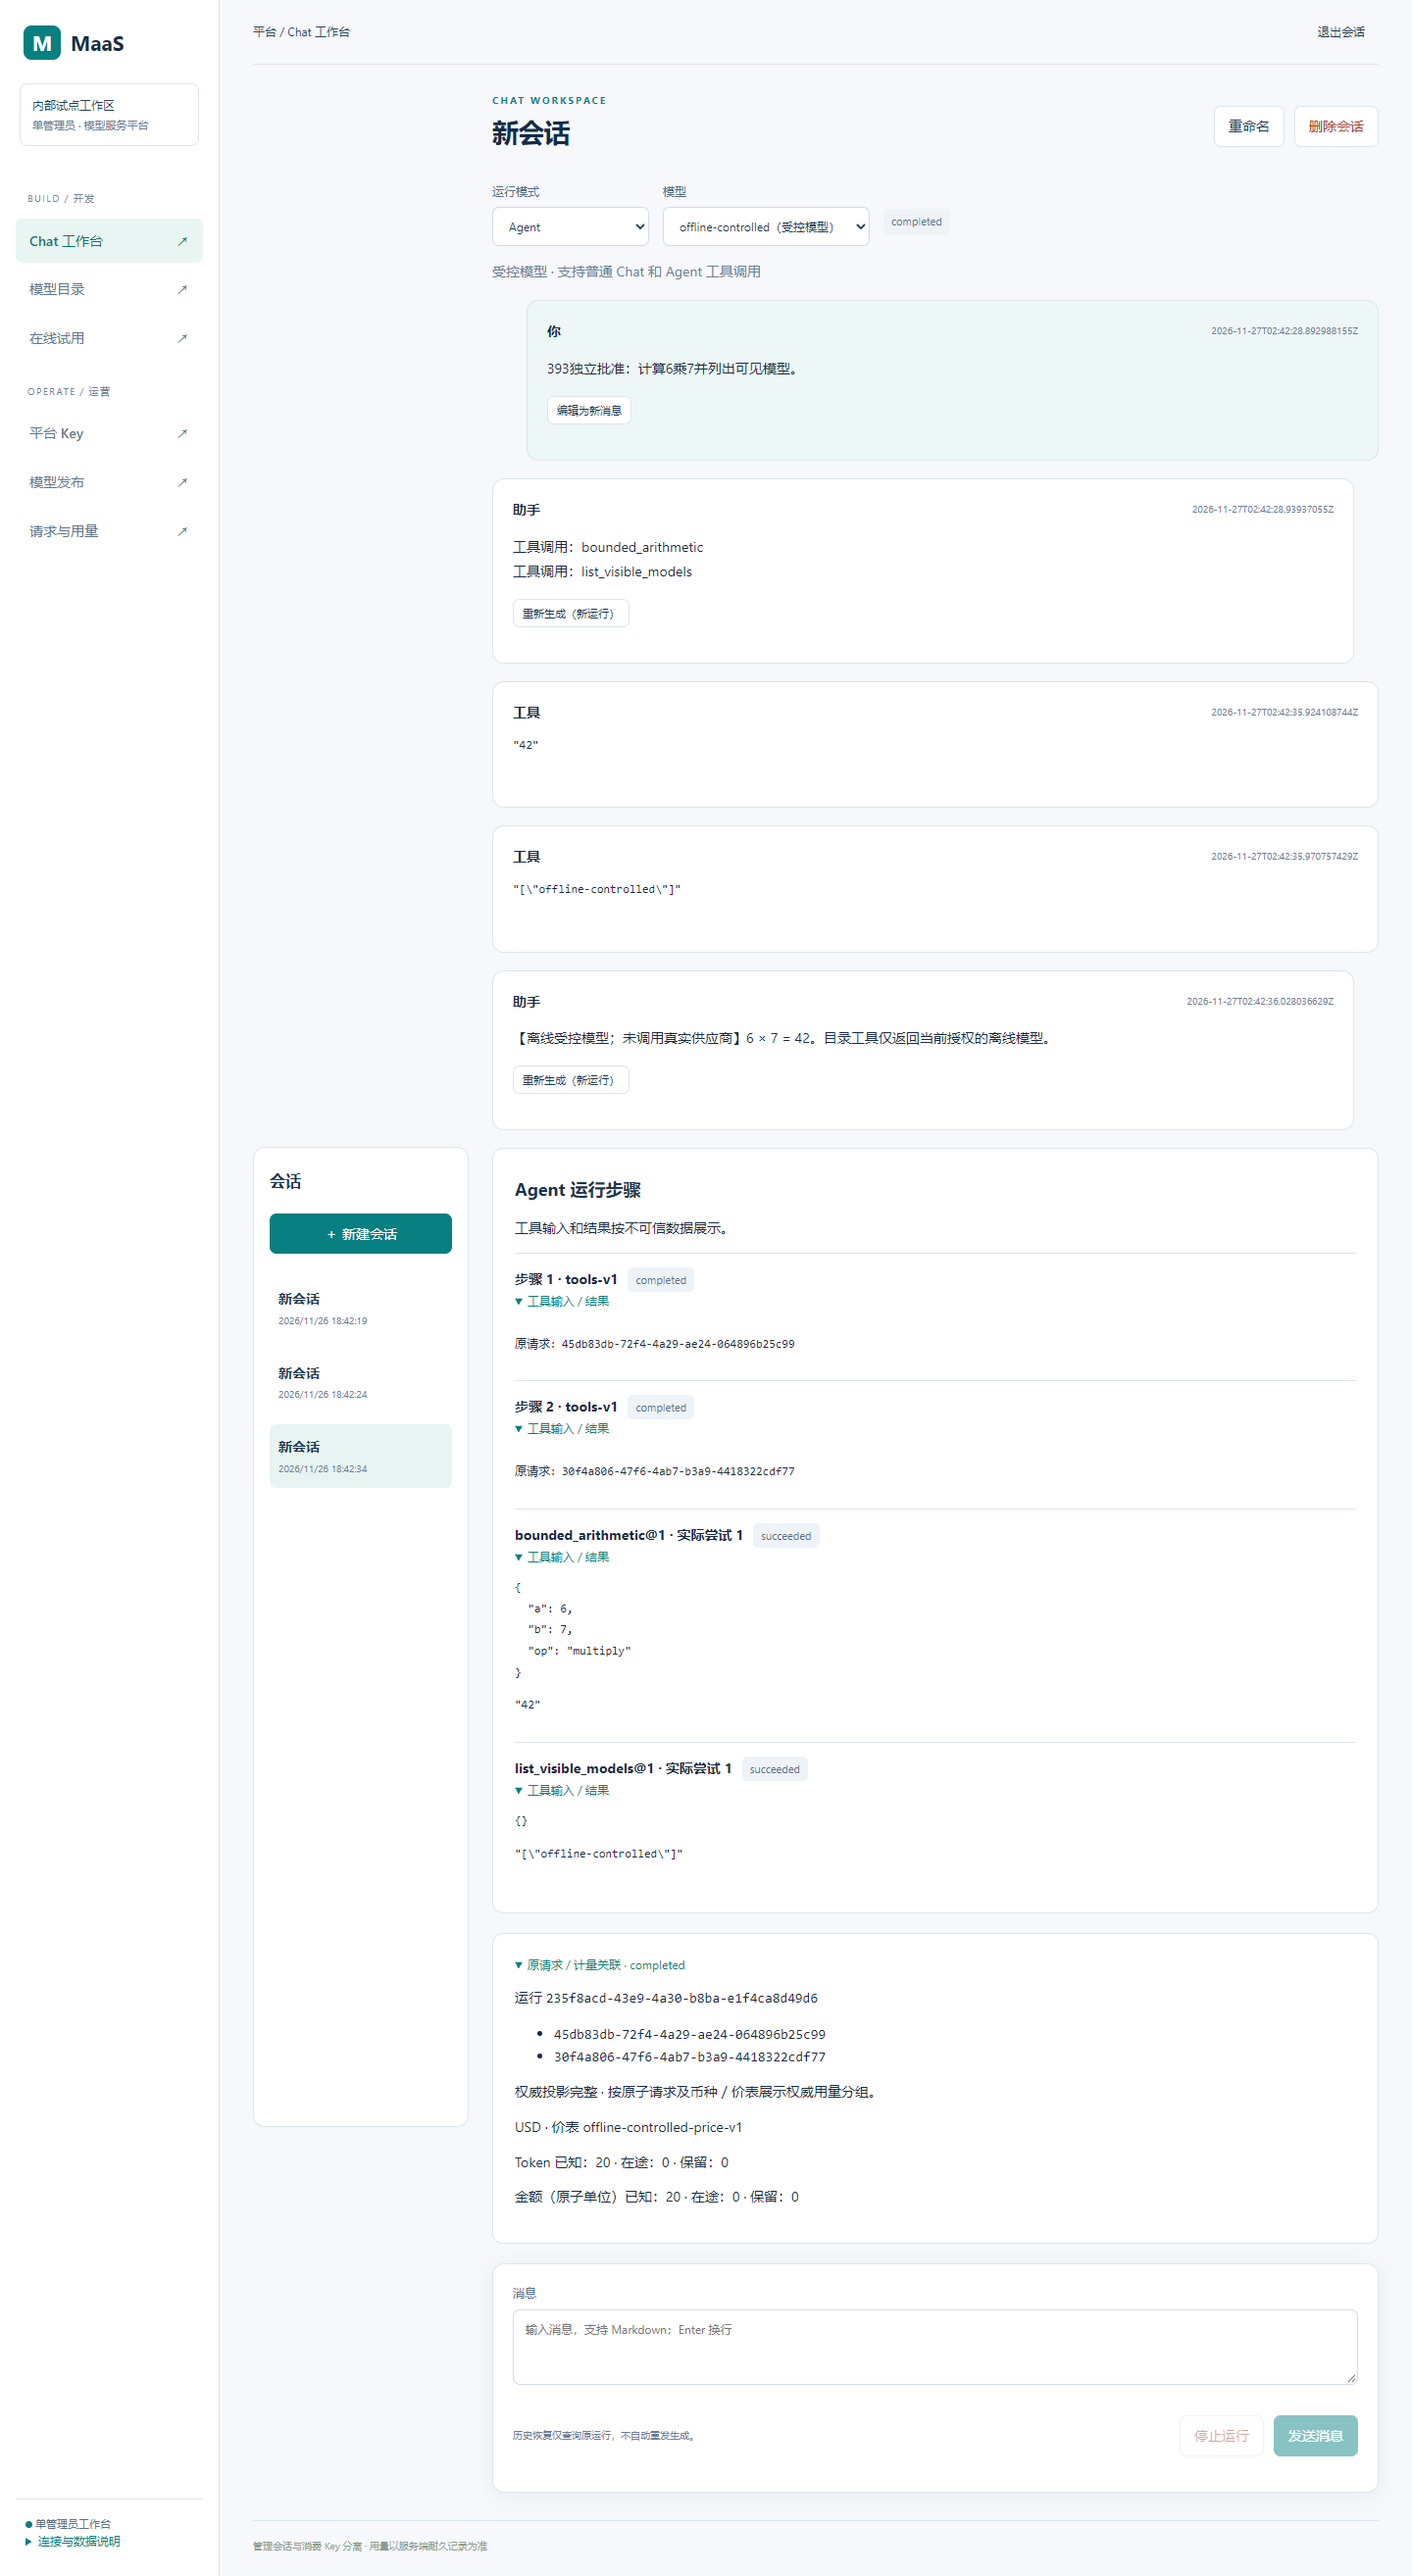 M MaaS
内部试点工作区
单管理员 · 模型服务平台
BUILD / 开发
Chat 工作台 ↗
模型目录 ↗
在线试用 ↗
OPERATE / 运营
平台 Key ↗
模型发布 ↗
请求与用量 ↗
单管理员工作台
连接与数据说明
平台 / Chat 工作台
退出会话
CHAT WORKSPACE
新会话
重命名
删除会话
运行模式
模型
Agent
offline-controlled（受控模型）
completed
受控模型 · 支持普通 Chat 和 Agent 工具调用
你
2026-11-27T02:42:28.892988155Z
393独立批准：计算6乘7并列出可见模型。
编辑为新消息
助手
2026-11-27T02:42:28.93937055Z
工具调用：bounded_arithmetic
工具调用：list_visible_models
重新生成（新运行）
工具
2026-11-27T02:42:35.924108744Z
"42"
工具
2026-11-27T02:42:35.970757429Z
"[\"offline-controlled\"]"
助手
2026-11-27T02:42:36.028036629Z
【离线受控模型；未调用真实供应商】6 × 7 = 42。目录工具仅返回当前授权的离线模型。
重新生成（新运行）
会话
+ 新建会话
新会话
2026/11/26 18:42:19
新会话
2026/11/26 18:42:24
新会话
2026/11/26 18:42:34
Agent 运行步骤
工具输入和结果按不可信数据展示。
步骤 1 · tools-v1 completed
▼ 工具输入 / 结果
原请求：45db83db-72f4-4a29-ae24-064896b25c99
步骤 2 · tools-v1 completed
▼ 工具输入 / 结果
原请求：30f4a806-47f6-4ab7-b3a9-4418322cdf77
bounded_arithmetic@1 · 实际尝试 1 succeeded
▼ 工具输入 / 结果
{
"a": 6,
"b": 7,
"op": "multiply"
}
"42"
list_visible_models@1 · 实际尝试 1 succeeded
▼ 工具输入 / 结果
{}
"[\"offline-controlled\"]"
▼ 原请求 / 计量关联 · completed
运行 235f8acd-43e9-4a30-b8ba-e1f4ca8d49d6
• 45db83db-72f4-4a29-ae24-064896b25c99
• 30f4a806-47f6-4ab7-b3a9-4418322cdf77
权威投影完整 · 按原子请求及币种 / 价表展示权威用量分组。
USD · 价表 offline-controlled-price-v1
Token 已知：20 · 在途：0 · 保留：0
金额（原子单位）已知：20 · 在途：0 · 保留：0
消息
输入消息，支持 Markdown；Enter 换行
历史恢复仅查询原运行，不自动重发生成。
停止运行
发送消息
管理会话与消费 Key 分离 · 用量以服务端耐久记录为准